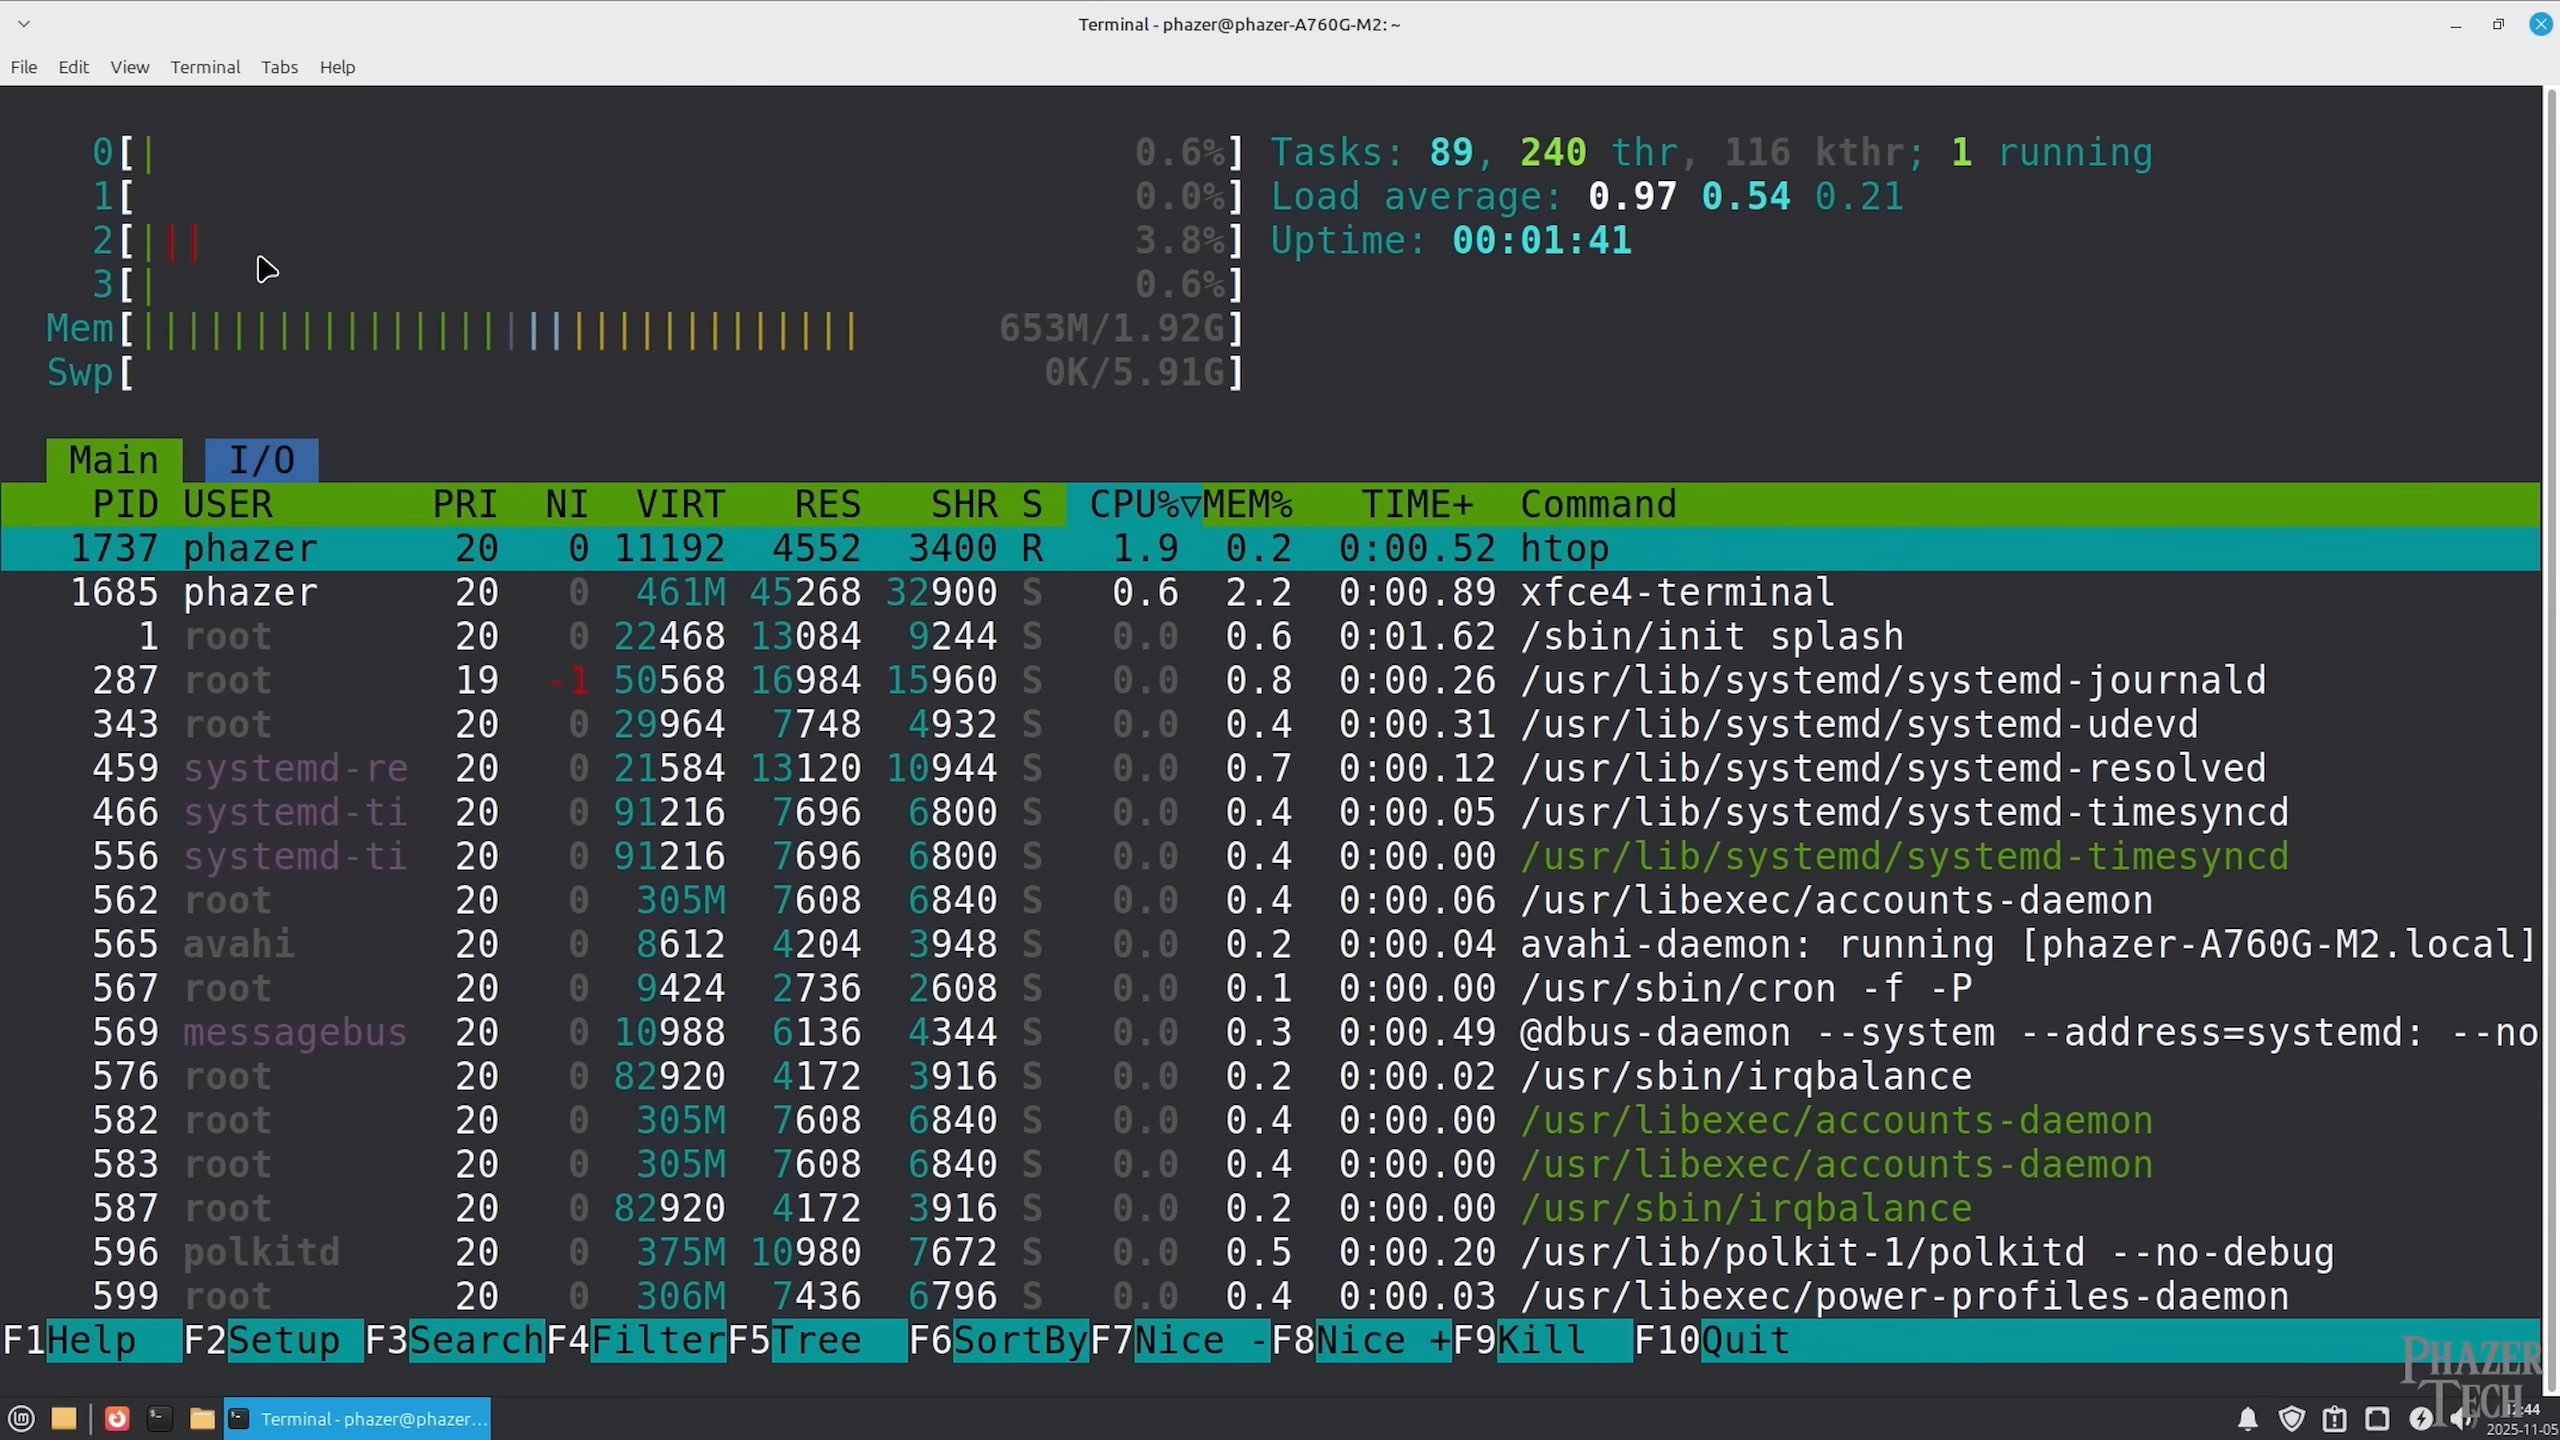 Terminal - phazer@phazer-A760G-M2: ~
File Edit View Terminal Tabs Help
0[| 0.6%] Tasks: 89, 240 thr, 116 kthr; 1 running
1[ 0.0%] Load average: 0.97 0.54 0.21
2[||| 3.8%] Uptime: 00:01:41
3[| 0.6%]
Mem[|||||||||||||||||||||||||||||||| 653M/1.92G]
Swp[ 0K/5.91G]
Main I/O
PID USER PRI NI VIRT RES SHR S CPU%▽MEM% TIME+ Command
1737 phazer 20 0 11192 4552 3400 R 1.9 0.2 0:00.52 htop
1685 phazer 20 0 461M 45268 32900 S 0.6 2.2 0:00.89 xfce4-terminal
1 root 20 0 22468 13084 9244 S 0.0 0.6 0:01.62 /sbin/init splash
287 root 19 -1 50568 16984 15960 S 0.0 0.8 0:00.26 /usr/lib/systemd/systemd-journald
343 root 20 0 29964 7748 4932 S 0.0 0.4 0:00.31 /usr/lib/systemd/systemd-udevd
459 systemd-re 20 0 21584 13120 10944 S 0.0 0.7 0:00.12 /usr/lib/systemd/systemd-resolved
466 systemd-ti 20 0 91216 7696 6800 S 0.0 0.4 0:00.05 /usr/lib/systemd/systemd-timesyncd
556 systemd-ti 20 0 91216 7696 6800 S 0.0 0.4 0:00.00 /usr/lib/systemd/systemd-timesyncd
562 root 20 0 305M 7608 6840 S 0.0 0.4 0:00.06 /usr/libexec/accounts-daemon
565 avahi 20 0 8612 4204 3948 S 0.0 0.2 0:00.04 avahi-daemon: running [phazer-A760G-M2.local]
567 root 20 0 9424 2736 2608 S 0.0 0.1 0:00.00 /usr/sbin/cron -f -P
569 messagebus 20 0 10988 6136 4344 S 0.0 0.3 0:00.49 @dbus-daemon --system --address=systemd: --no
576 root 20 0 82920 4172 3916 S 0.0 0.2 0:00.02 /usr/sbin/irqbalance
582 root 20 0 305M 7608 6840 S 0.0 0.4 0:00.00 /usr/libexec/accounts-daemon
583 root 20 0 305M 7608 6840 S 0.0 0.4 0:00.00 /usr/libexec/accounts-daemon
587 root 20 0 82920 4172 3916 S 0.0 0.2 0:00.00 /usr/sbin/irqbalance
596 polkitd 20 0 375M 10980 7672 S 0.0 0.5 0:00.20 /usr/lib/polkit-1/polkitd --no-debug
599 root 20 0 306M 7436 6796 S 0.0 0.4 0:00.03 /usr/libexec/power-profiles-daemon
F1Help F2Setup F3SearchF4FilterF5Tree F6SortByF7Nice -F8Nice +F9Kill F10Quit
PHAZER
TECH
Terminal - phazer@phazer...
2025-11-05